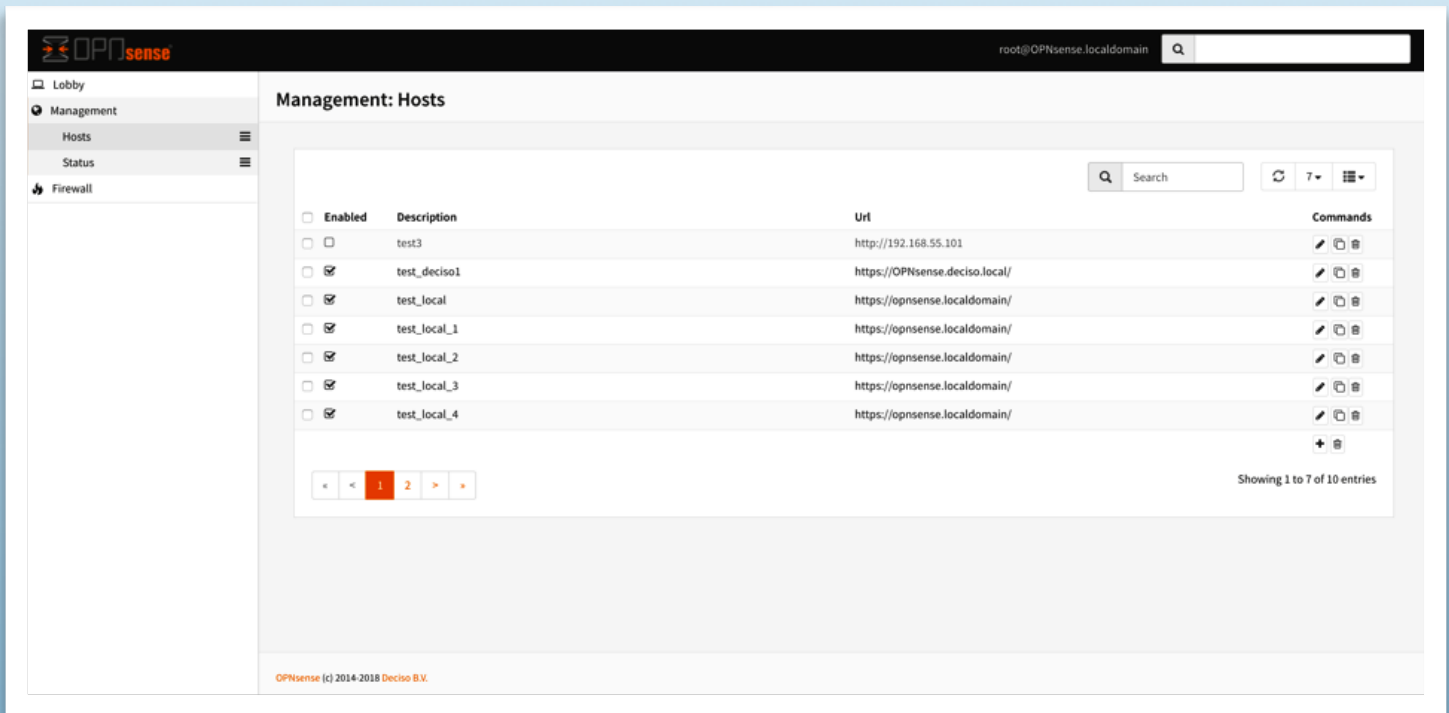 OPNsense
root@OPNsense.localdomain
Lobby
Management
Hosts
Status
Firewall
Management: Hosts
Search
7
Enabled Description Url Commands
test3 http://192.168.55.101
test_deciso1 https://OPNsense.deciso.local/
test_local https://opnsense.localdomain/
test_local_1 https://opnsense.localdomain/
test_local_2 https://opnsense.localdomain/
test_local_3 https://opnsense.localdomain/
test_local_4 https://opnsense.localdomain/
« < 1 2 > »
Showing 1 to 7 of 10 entries
OPNsense (c) 2014-2018 Deciso B.V.